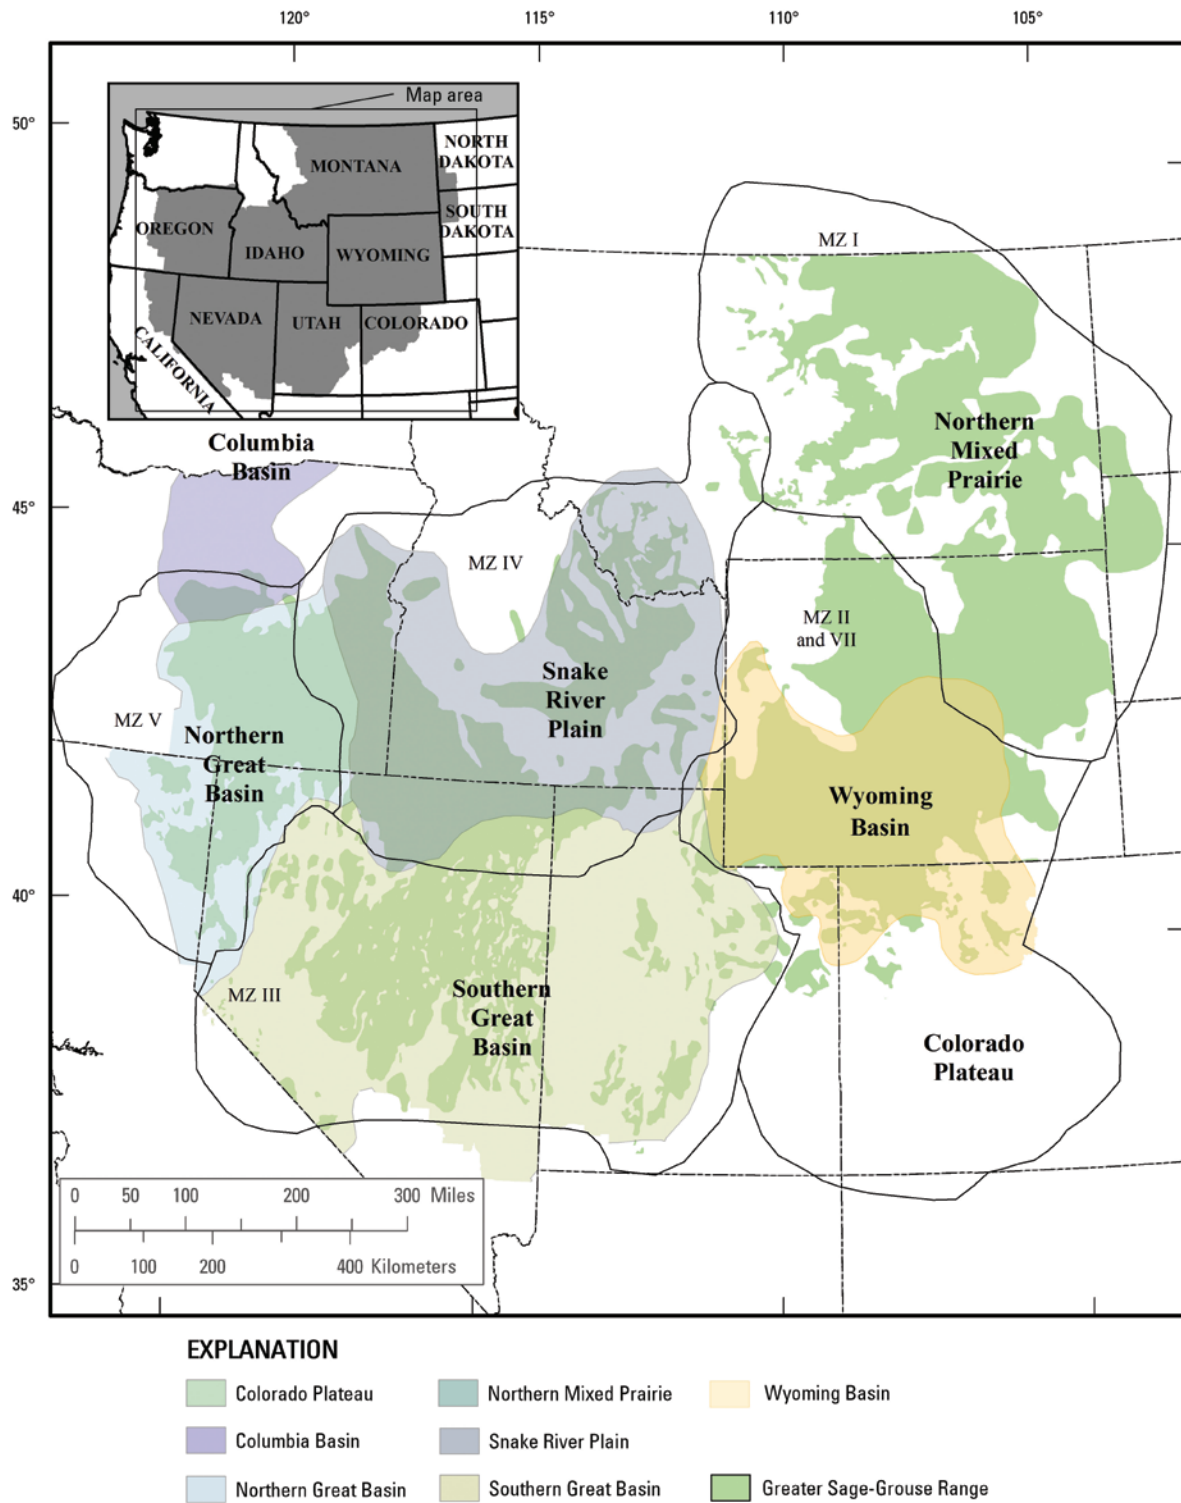 120°
115°
110°
105°
50°
45°
40°
35°
Map area
MONTANA
NORTH
DAKOTA
SOUTH
DAKOTA
OREGON
IDAHO
WYOMING
NEVADA
UTAH
COLORADO
CALIFORNIA
MZ I
Columbia
Basin
Northern
Mixed
Prairie
MZ IV
MZ II
and VII
Snake
River
Plain
MZ V
Northern
Great
Basin
Wyoming
Basin
MZ III
Southern
Great
Basin
Colorado
Plateau
0 50 100 200 300 Miles
0 100 200 400 Kilometers
EXPLANATION
Colorado Plateau
Northern Mixed Prairie
Wyoming Basin
Columbia Basin
Snake River Plain
Northern Great Basin
Southern Great Basin
Greater Sage-Grouse Range